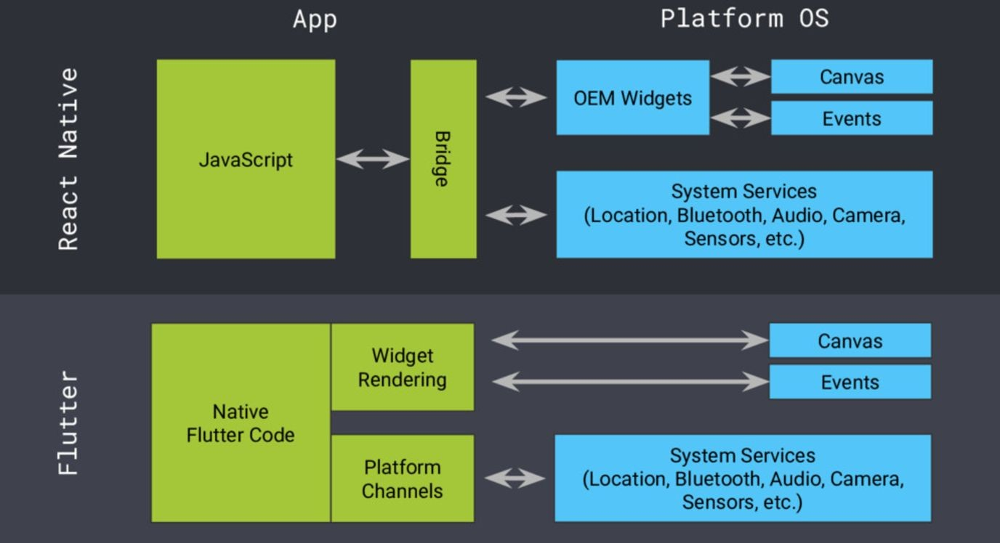 App
Platform OS
React Native
JavaScript
Bridge
OEM Widgets
Canvas
Events
System Services
(Location, Bluetooth, Audio, Camera,
Sensors, etc.)
Flutter
Native
Flutter Code
Widget
Rendering
Platform
Channels
Canvas
Events
System Services
(Location, Bluetooth, Audio, Camera,
Sensors, etc.)